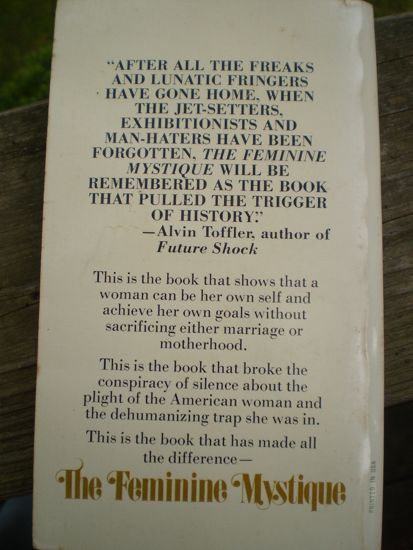 "AFTER ALL THE FREAKS
AND LUNATIC FRINGERS
HAVE GONE HOME, WHEN
THE JET-SETTERS,
EXHIBITIONISTS AND
MAN-HATERS HAVE BEEN
FORGOTTEN, THE FEMININE
MYSTIQUE WILL BE
REMEMBERED AS THE BOOK
THAT PULLED THE TRIGGER
OF HISTORY."
—Alvin Toffler, author of
Future Shock
This is the book that shows that a
woman can be her own self and
achieve her own goals without
sacrificing either marriage or
motherhood.
This is the book that broke the
conspiracy of silence about the
plight of the American woman and
the dehumanizing trap she was in.
This is the book that has made all
the difference—
The Feminine Mystique
PRINTED IN USA